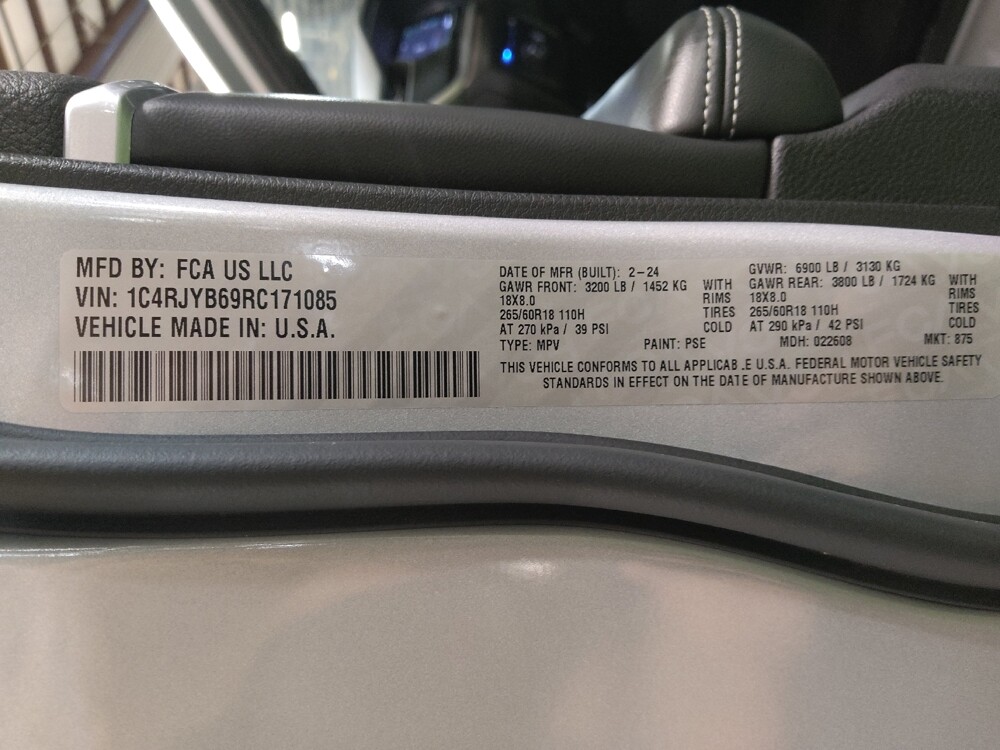 MFD BY: FCA US LLC
VIN: 1C4RJYB69RC171085
VEHICLE MADE IN: U.S.A.
DATE OF MFR (BUILT): 2-24
GAWR FRONT: 3200 LB / 1452 KG WITH
18X8.0 RIMS
265/60R18 110H TIRES
AT 270 kPa / 39 PSI COLD
TYPE: MPV PAINT: PSE
GVWR: 6900 LB / 3130 KG
GAWR REAR: 3800 LB / 1724 KG WITH
18X8.0 RIMS
265/60R18 110H TIRES
AT 290 kPa / 42 PSI COLD
MDH: 022608 MKT: 875
THIS VEHICLE CONFORMS TO ALL APPLICAB.E U.S.A. FEDERAL MOTOR VEHICLE SAFETY
STANDARDS IN EFFECT ON THE DATE OF MANUFACTURE SHOWN ABOVE.